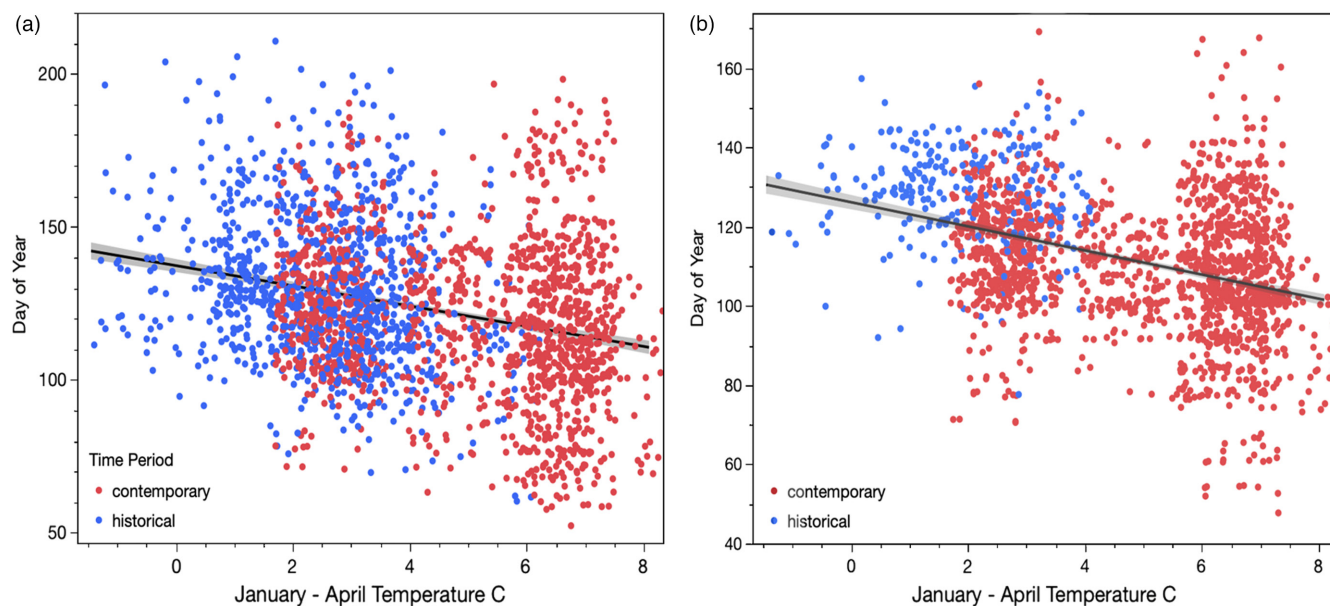 (a)
200
150
100
50
Day of Year
Time Period
contemporary
historical
0
2
4
6
8
January - April Temperature C
(b)
160
140
120
100
80
60
40
Day of Year
contemporary
historical
0
2
4
6
8
January - April Temperature C